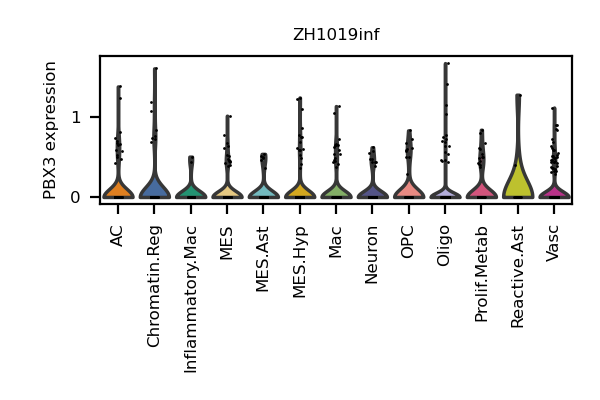 ZH1019inf
PBX3 expression
1
0
AC
Chromatin.Reg
Inflammatory.Mac
MES
MES.Ast
MES.Hyp
Mac
Neuron
OPC
Oligo
Prolif.Metab
Reactive.Ast
Vasc